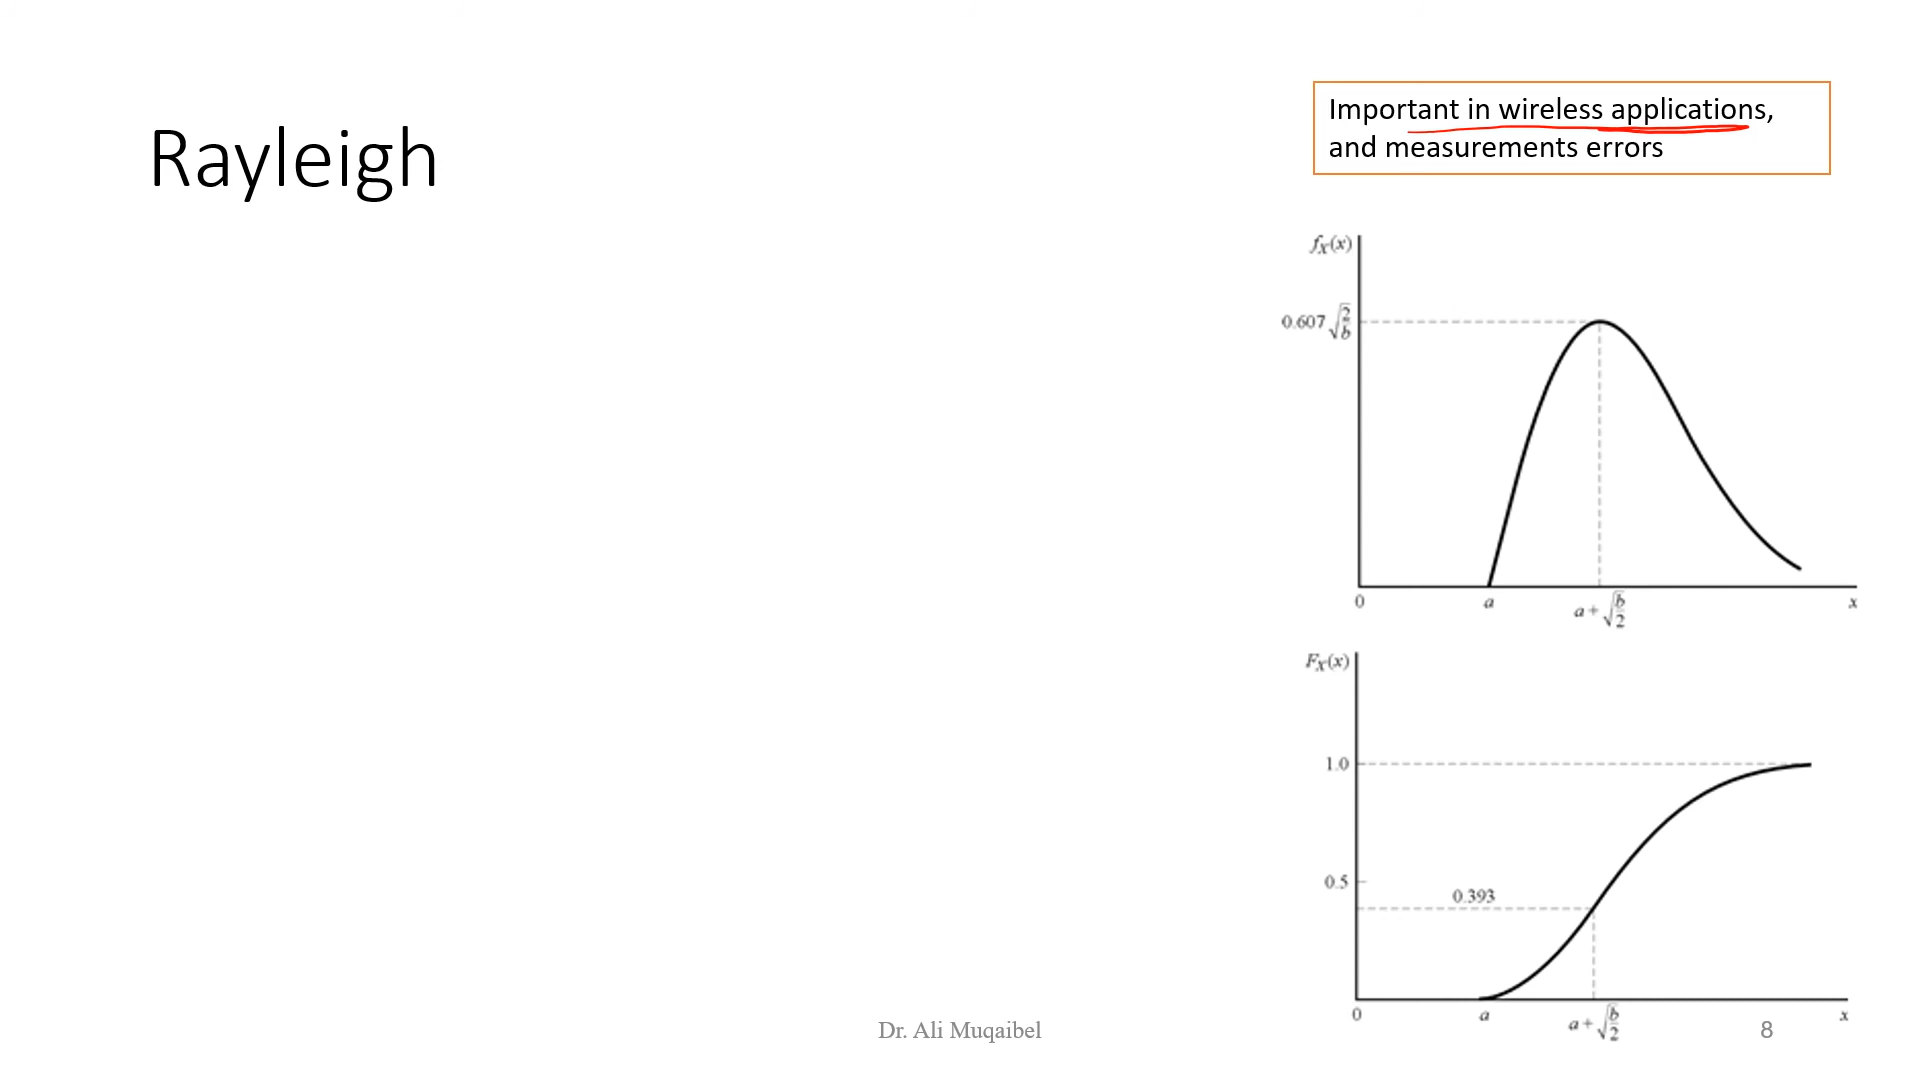 Rayleigh
Important in wireless applications,
and measurements errors
fX(x)
0.607 √(2/b)
0
a
a + √(b/2)
x
FX(x)
1.0
0.5
0.393
0
a
a + √(b/2)
x
Dr. Ali Muqaibel
8